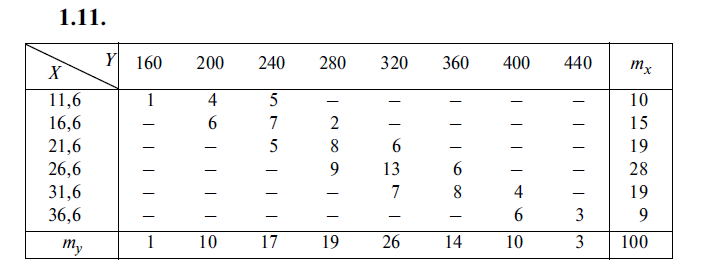 1.11.
X Y 160 200 240 280 320 360 400 440 mx
11,6 1 4 5 – – – – – 10
16,6 – 6 7 2 – – – – 15
21,6 – – 5 8 6 – – – 19
26,6 – – – 9 13 6 – – 28
31,6 – – – – 7 8 4 – 19
36,6 – – – – – – 6 3 9
my 1 10 17 19 26 14 10 3 100